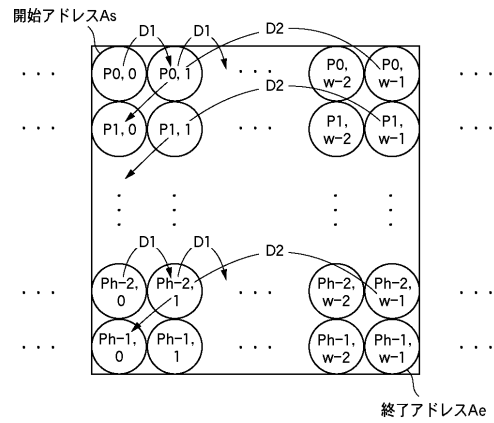 開始アドレスAs
D1 D1 D2
P0, 0 P0, 1 P0, w-2 P0, w-1
D2
P1, 0 P1, 1 P1, w-2 P1, w-1
D1 D1 D2
Ph-2, 0 Ph-2, 1 Ph-2, w-2 Ph-2, w-1
Ph-1, 0 Ph-1, 1 Ph-1, w-2 Ph-1, w-1
終了アドレスAe